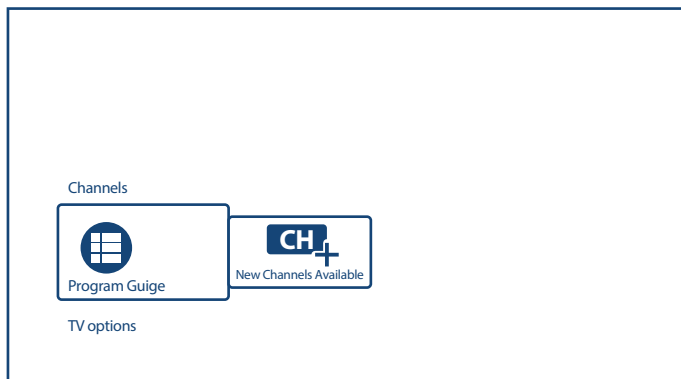 Channels
CH
New Channels Available
Program Guige
TV options